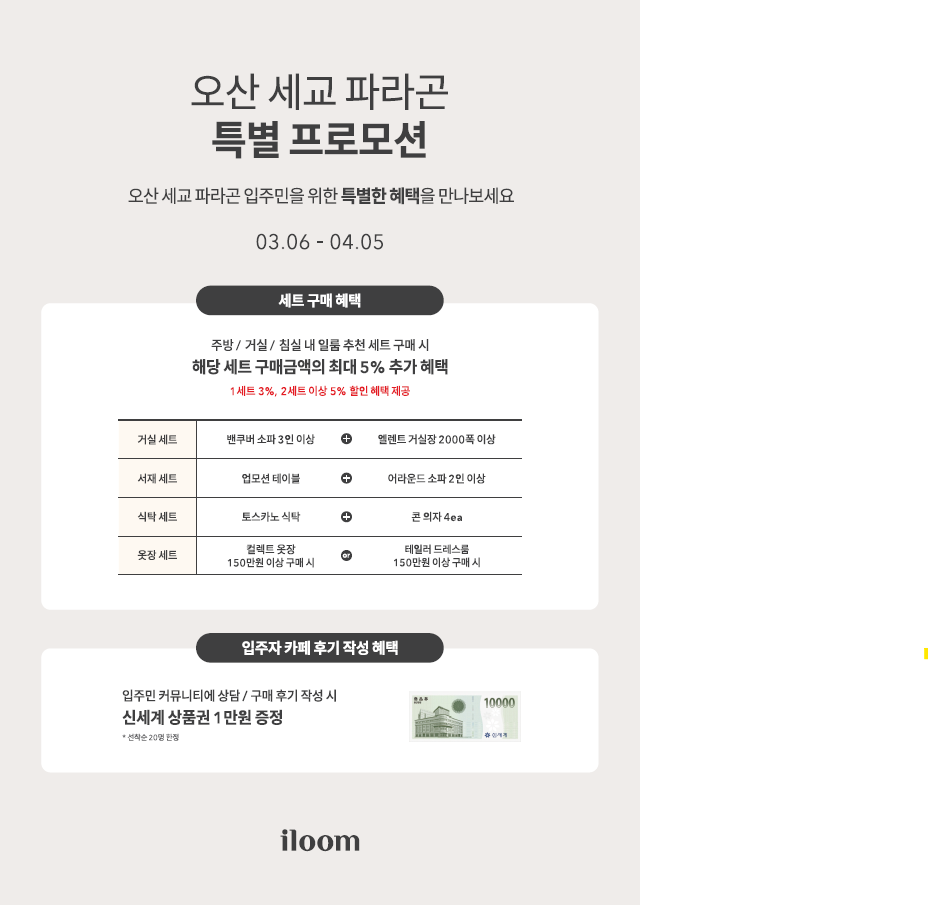 오산 세교 파라곤
특별 프로모션
오산 세교 파라곤 입주민을 위한 특별한 혜택을 만나보세요
03.06 - 04.05
세트 구매 혜택
주방 / 거실 / 침실 내 일룸 추천 세트 구매 시
해당 세트 구매금액의 최대 5% 추가 혜택
1세트 3%, 2세트 이상 5% 할인 혜택 제공
거실 세트 밴쿠버 소파 3인 이상 + 엘렌트 거실장 2000폭 이상
서재 세트 업모션 테이블 + 어라운드 소파 2인 이상
식탁 세트 토스카노 식탁 + 콘 의자 4ea
옷장 세트 컬렉트 옷장 150만원 이상 구매 시 or 테일러 드레스룸 150만원 이상 구매 시
입주자 카페 후기 작성 혜택
입주민 커뮤니티에 상담 / 구매 후기 작성 시
신세계 상품권 1만원 증정
* 선착순 20명 한정
10000
신세계
iloom